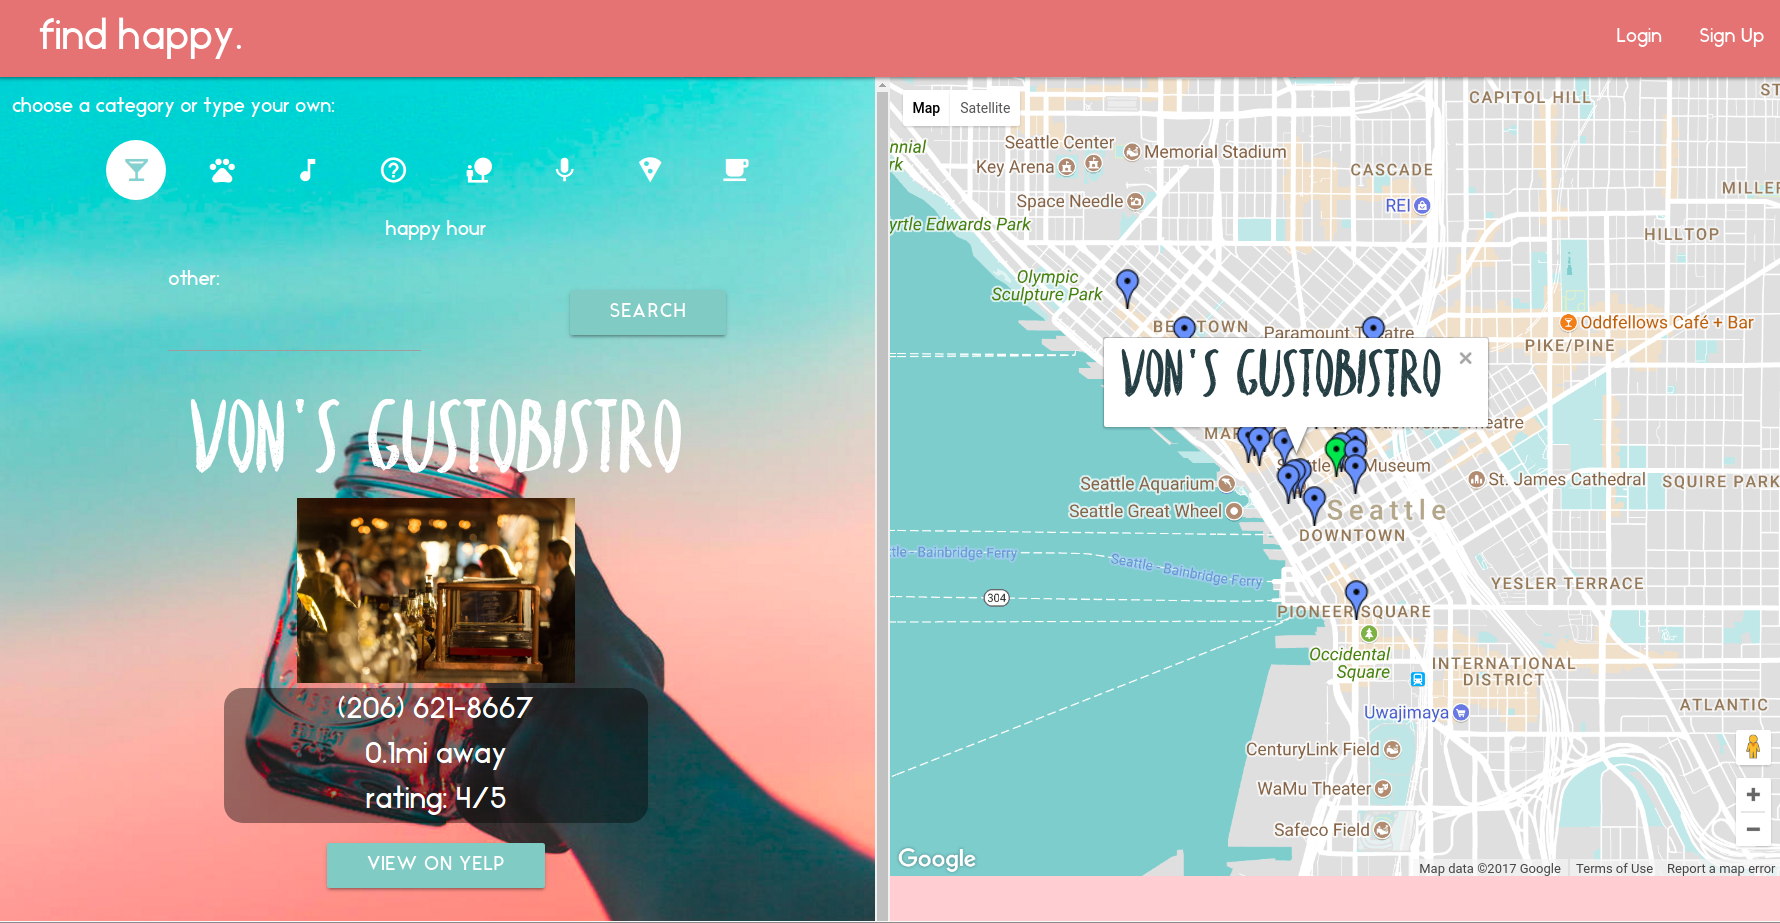 find happy.
Login
Sign Up
choose a category or type your own:
happy hour
other:
SEARCH
VON'S GUSTOBISTRO
(206) 621-8667
0.1mi away
rating: 4/5
VIEW ON YELP
Map
Satellite
CAPITOL HILL
ST
nnial
rk
Seattle Center
Key Arena
Memorial Stadium
CASCADE
MILLER
Space Needle
REI
yrtle Edwards Park
HILLTOP
Olympic
Sculpture Park
Paramount
Oddfellows Café + Bar
PIKE/PINE
VON'S GUSTOBISTRO
×
eatre
MA
Museum
Seattle Aquarium
St. James Cathedral
SQUIRE PARK
Seattle Great Wheel
Seattle
DOWNTOWN
ttle - Bainbridge Ferry
Seattle - Bainbridge Ferry
YESLER TERRACE
304
PIONEER SQUARE
Occidental
Square
INTERNATIONAL
DISTRICT
ATLANTIC
Uwajimaya
CenturyLink Field
WaMu Theater
Safeco Field
Google
Map data ©2017 Google
Terms of Use
Report a map error